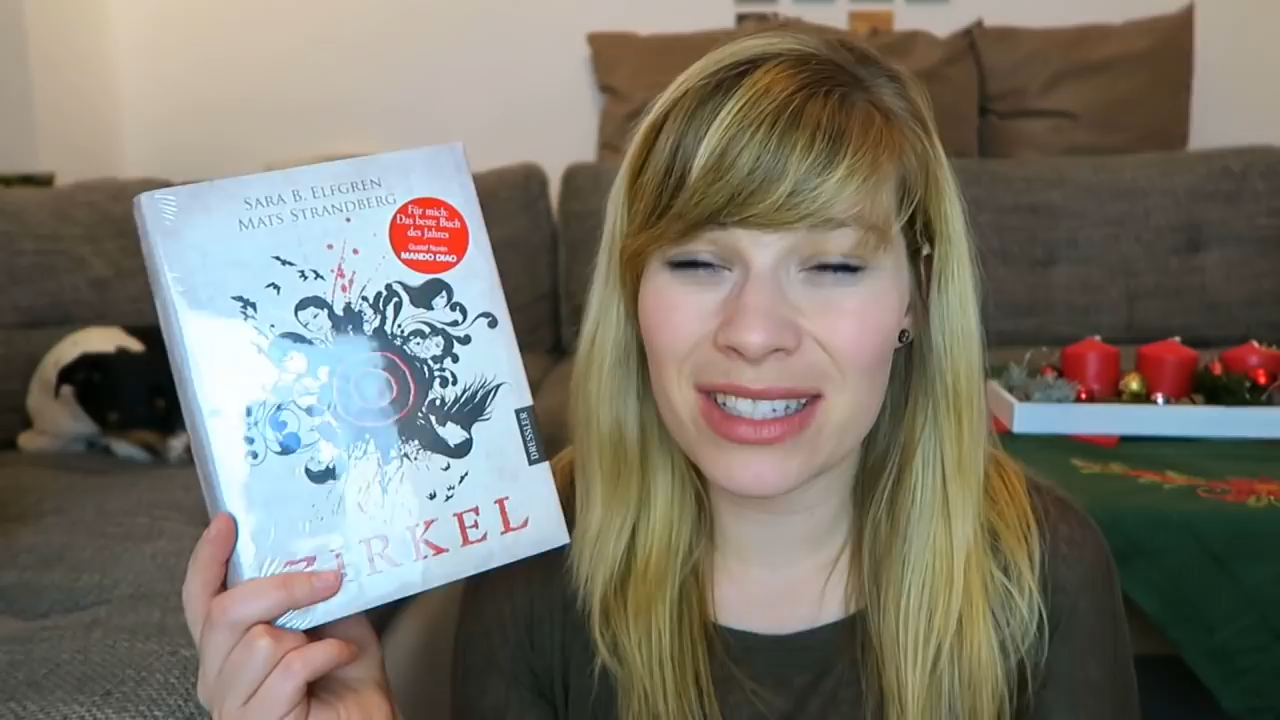 SARA B. ELFGREN
MATS STRANDBERG
Für mich:
Das beste Buch
des Jahres
Gustaf Norén
MANDO DIAO
DRESSLER
ZIRKEL